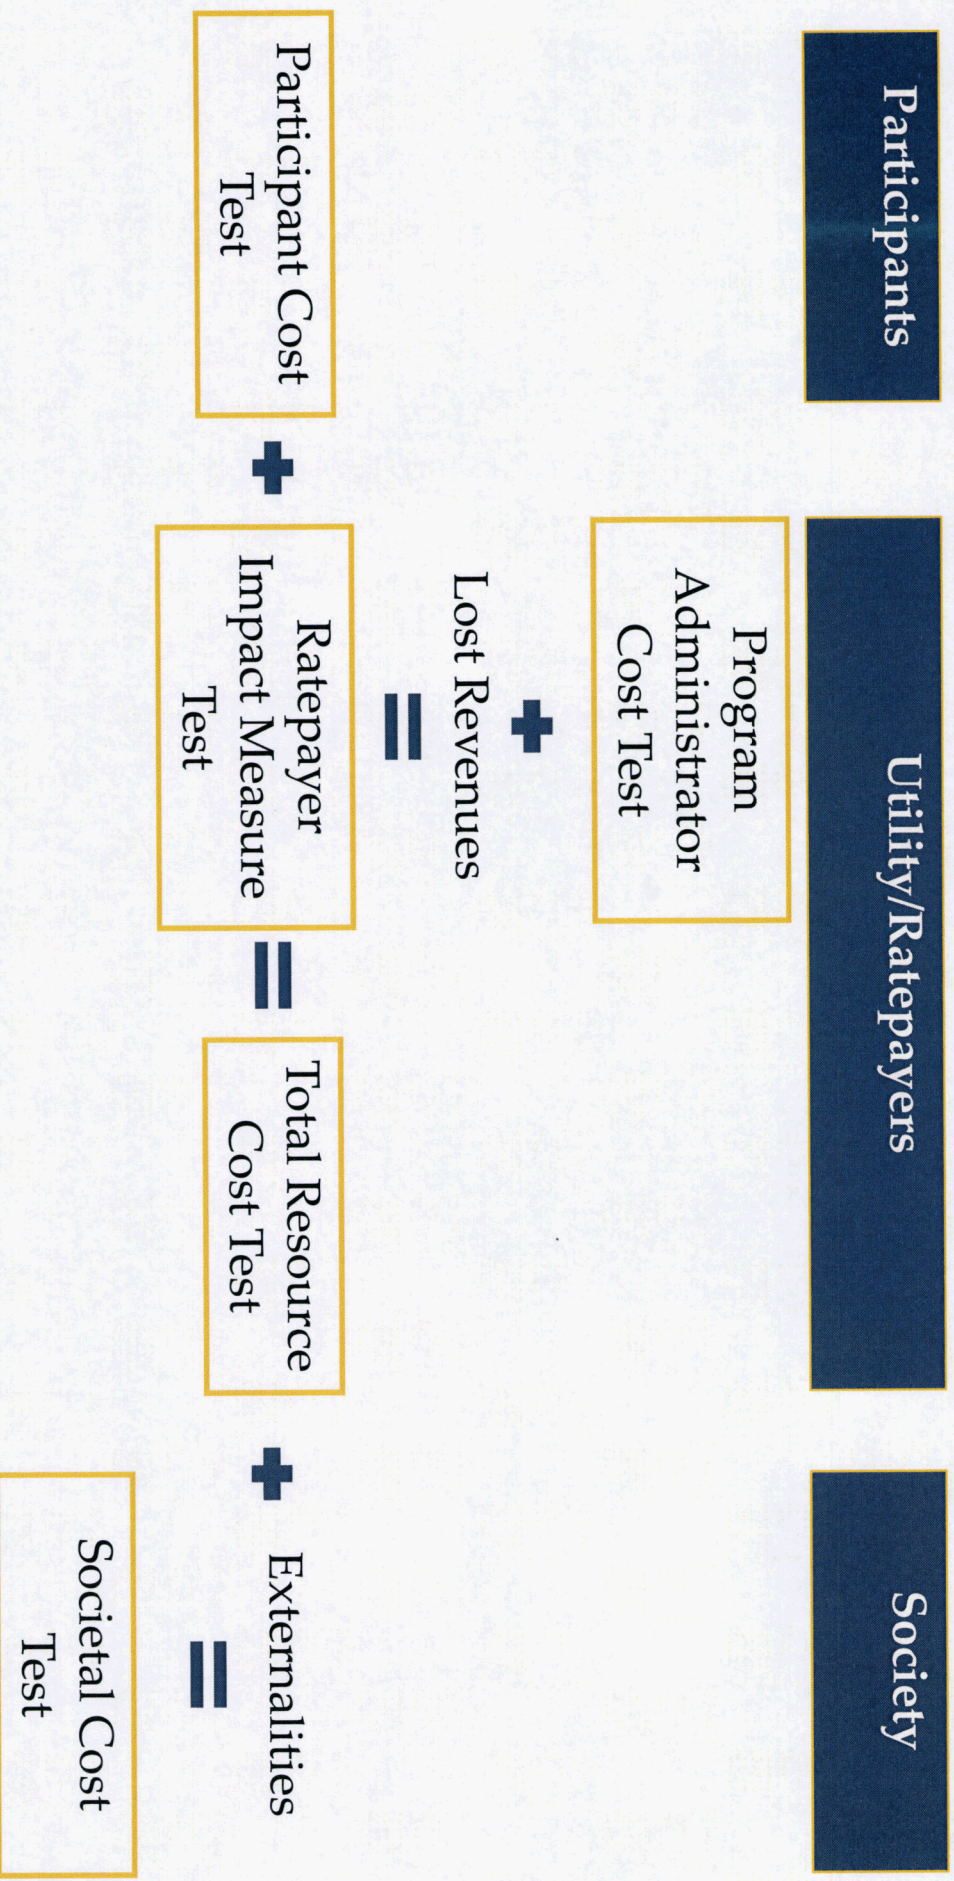 Participants
Utility/Ratepayers
Society
Program
Administrator
Cost Test
+
Lost Revenues
=
Participant Cost
Test
+
Ratepayer
Impact Measure
Test
=
Total Resource
Cost Test
+
Externalities
=
Societal Cost
Test